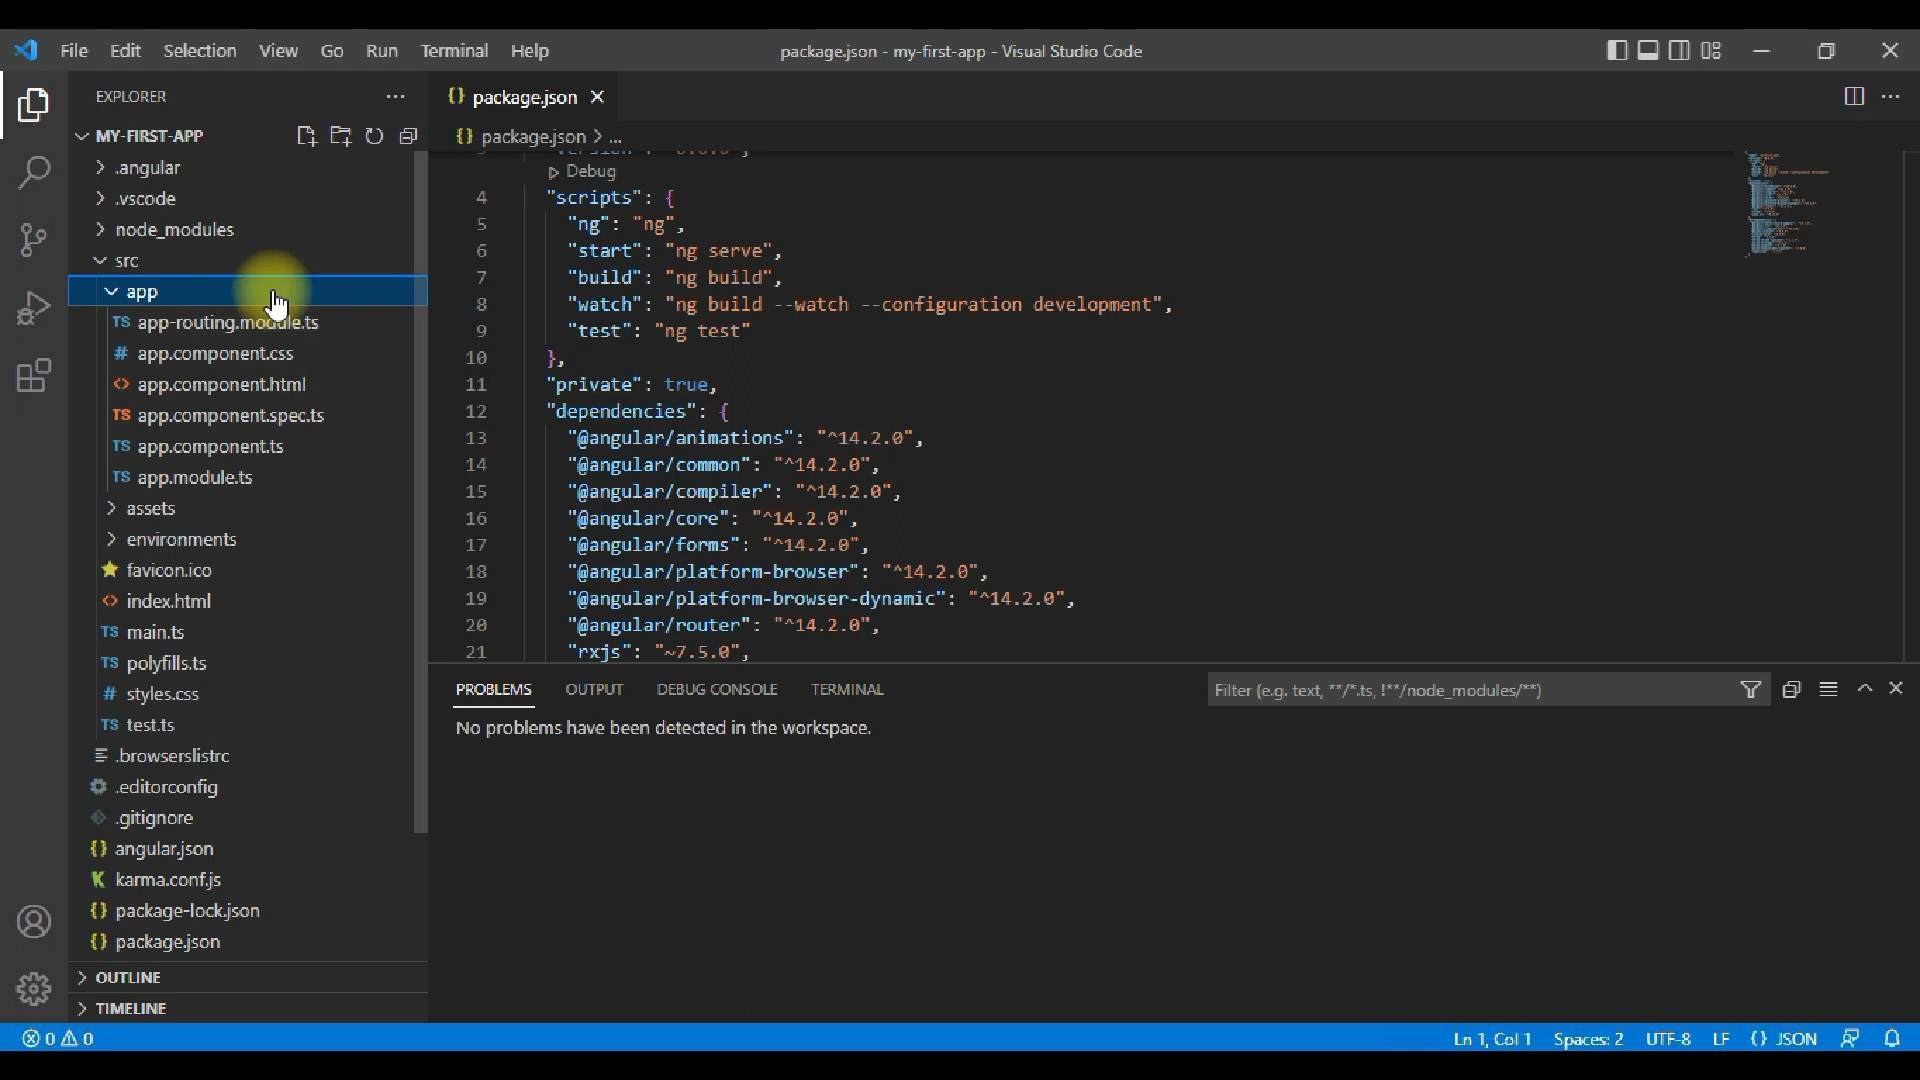 File Edit Selection View Go Run Terminal Help
package.json - my-first-app - Visual Studio Code
EXPLORER
MY-FIRST-APP
.angular
.vscode
node_modules
src
app
TS app-routing.module.ts
# app.component.css
<> app.component.html
TS app.component.spec.ts
TS app.component.ts
TS app.module.ts
assets
environments
favicon.ico
<> index.html
TS main.ts
TS polyfills.ts
# styles.css
TS test.ts
.browserslistrc
.editorconfig
.gitignore
{} angular.json
K karma.conf.js
{} package-lock.json
{} package.json
OUTLINE
TIMELINE
{} package.json ×
{} package.json > ...
Debug
4 "scripts": {
5 "ng": "ng",
6 "start": "ng serve",
7 "build": "ng build",
8 "watch": "ng build --watch --configuration development",
9 "test": "ng test"
10 },
11 "private": true,
12 "dependencies": {
13 "@angular/animations": "^14.2.0",
14 "@angular/common": "^14.2.0",
15 "@angular/compiler": "^14.2.0",
16 "@angular/core": "^14.2.0",
17 "@angular/forms": "^14.2.0",
18 "@angular/platform-browser": "^14.2.0",
19 "@angular/platform-browser-dynamic": "^14.2.0",
20 "@angular/router": "^14.2.0",
21 "rxjs": "~7.5.0",
PROBLEMS OUTPUT DEBUG CONSOLE TERMINAL
Filter (e.g. text, **/*.ts, !**/node_modules/**)
No problems have been detected in the workspace.
0 0
Ln 1, Col 1 Spaces: 2 UTF-8 LF {} JSON